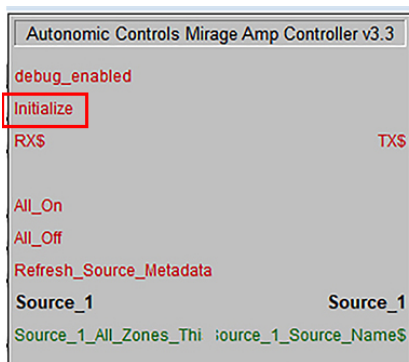 Autonomic Controls Mirage Amp Controller v3.3
debug_enabled
Initialize
RX$ TX$
All_On
All_Off
Refresh_Source_Metadata
Source_1 Source_1
Source_1_All_Zones_Thi ource_1_Source_Name$